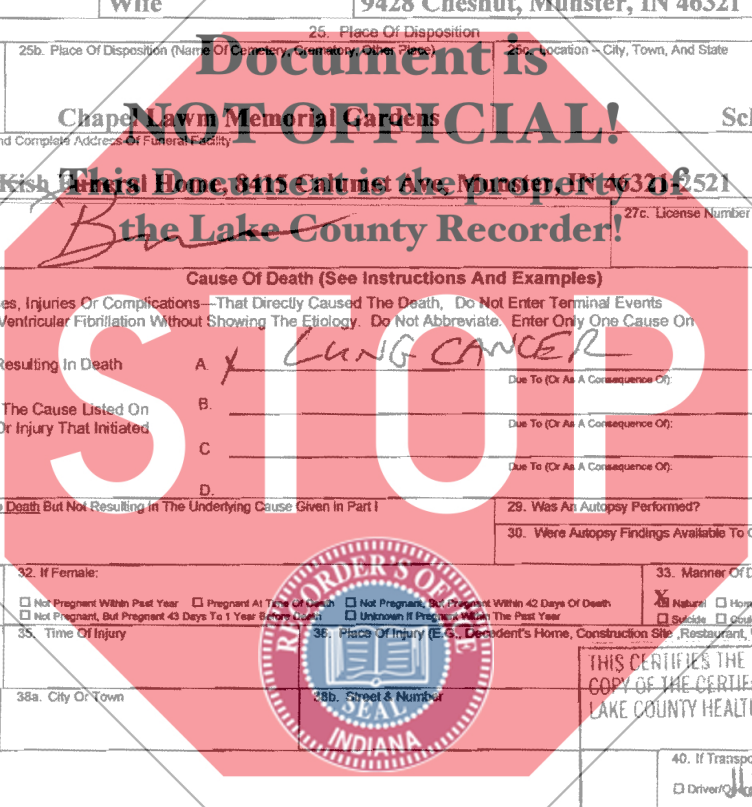 Wife 9428 Chesnut, Munster, IN 46321
25. Place Of Disposition
25b. Place Of Disposition (Name Of Cemetery, Crematory, Other Place) 25c. Location – City, Town, And State
Document is
Chapel Lawm Memorial Gardens
NOT OFFICIAL!
nd Complete Address Of Funeral Facility
Kish Funeral Home, 8415 Calumet Ave, Munster, IN 46321-2521
This Document is the property of
27c. License Number
the Lake County Recorder!
Cause Of Death (See Instructions And Examples)
es, Injuries Or Complications—That Directly Caused The Death, Do Not Enter Terminal Events
Ventricular Fibrillation Without Showing The Etiology. Do Not Abbreviate. Enter Only One Cause On
Resulting In Death A. X LUNG CANCER
Due To (Or As A Consequence Of):
The Cause Listed On B.
Or Injury That Initiated Due To (Or As A Consequence Of):
C
Due To (Or As A Consequence Of):
D.
STOP
Death But Not Resulting In The Underlying Cause Given In Part I 29. Was An Autopsy Performed?
30. Were Autopsy Findings Available To
32. If Female: 33. Manner Of D
☐ Not Pregnant Within Past Year ☐ Pregnant At Time Of Death ☐ Not Pregnant, But Pregnant Within 42 Days Of Death X Natural ☐ Hom
☐ Not Pregnant, But Pregnant 43 Days To 1 Year Before Death ☐ Unknown If Pregnant Within The Past Year ☐ Suicide ☐ Coul
35. Time Of Injury 36. Place Of Injury (E.G., Decedent's Home, Construction Site, Restaurant,
RECORDER'S OFFICE
SEAL
INDIANA
THIS CERTIFIES THE
COPY OF THE CERTIF
LAKE COUNTY HEALT
38a. City Or Town 38b. Street & Number
40. If Transpo
☐ Driver/O